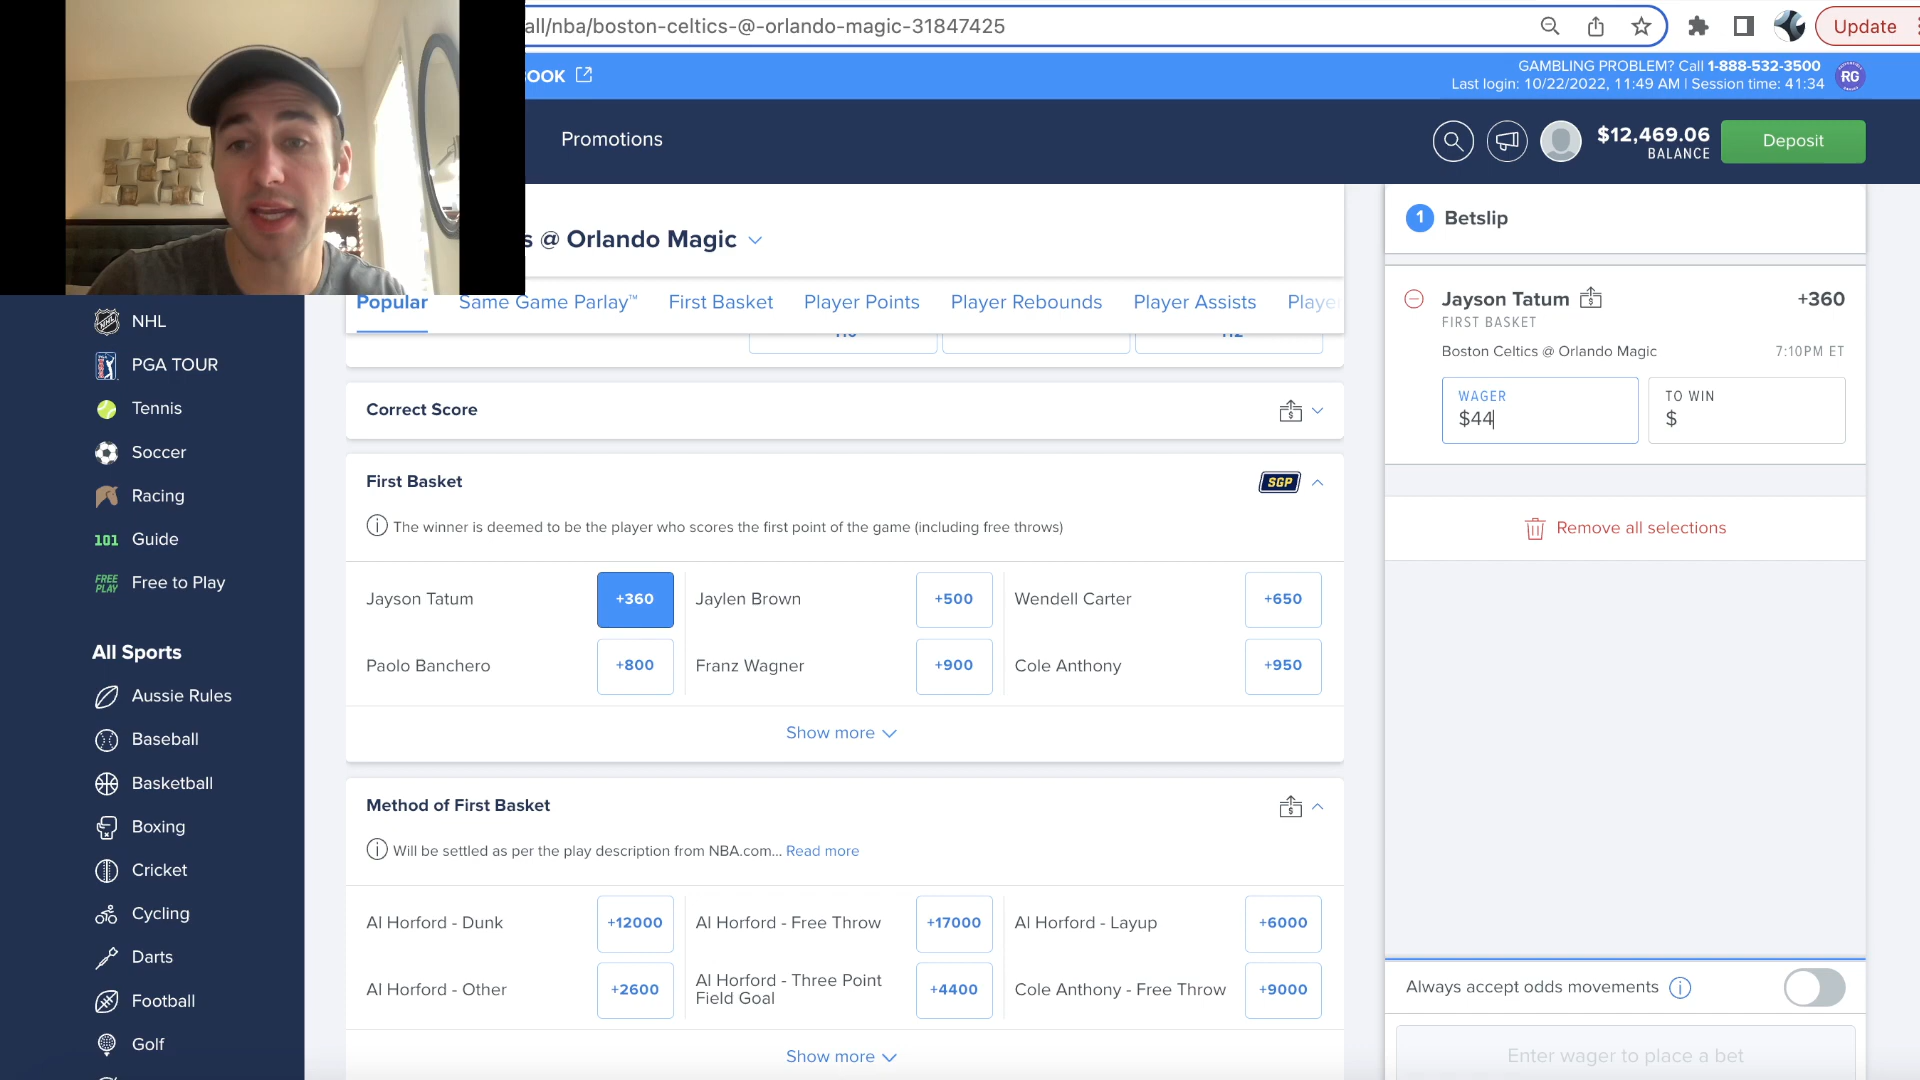 all/nba/boston-celtics-@-orlando-magic-31847425
Update
OOK
GAMBLING PROBLEM? Call 1-888-532-3500
Last login: 10/22/2022, 11:49 AM | Session time: 41:34
RG
Promotions
$12,469.06
BALANCE
Deposit
s @ Orlando Magic
Popular
Same Game Parlay™
First Basket
Player Points
Player Rebounds
Player Assists
Playe
NHL
PGA TOUR
Tennis
Soccer
Racing
101 Guide
FREE PLAY Free to Play
All Sports
Aussie Rules
Baseball
Basketball
Boxing
Cricket
Cycling
Darts
Football
Golf
Correct Score
First Basket
SGP
The winner is deemed to be the player who scores the first point of the game (including free throws)
Jayson Tatum +360 Jaylen Brown +500 Wendell Carter +650
Paolo Banchero +800 Franz Wagner +900 Cole Anthony +950
Show more
Method of First Basket
Will be settled as per the play description from NBA.com... Read more
Al Horford - Dunk +12000 Al Horford - Free Throw +17000 Al Horford - Layup +6000
Al Horford - Other +2600 Al Horford - Three Point Field Goal +4400 Cole Anthony - Free Throw +9000
Show more
1 Betslip
Jayson Tatum +360
FIRST BASKET
Boston Celtics @ Orlando Magic 7:10PM ET
WAGER
$44
TO WIN
$
Remove all selections
Always accept odds movements
Enter wager to place a bet